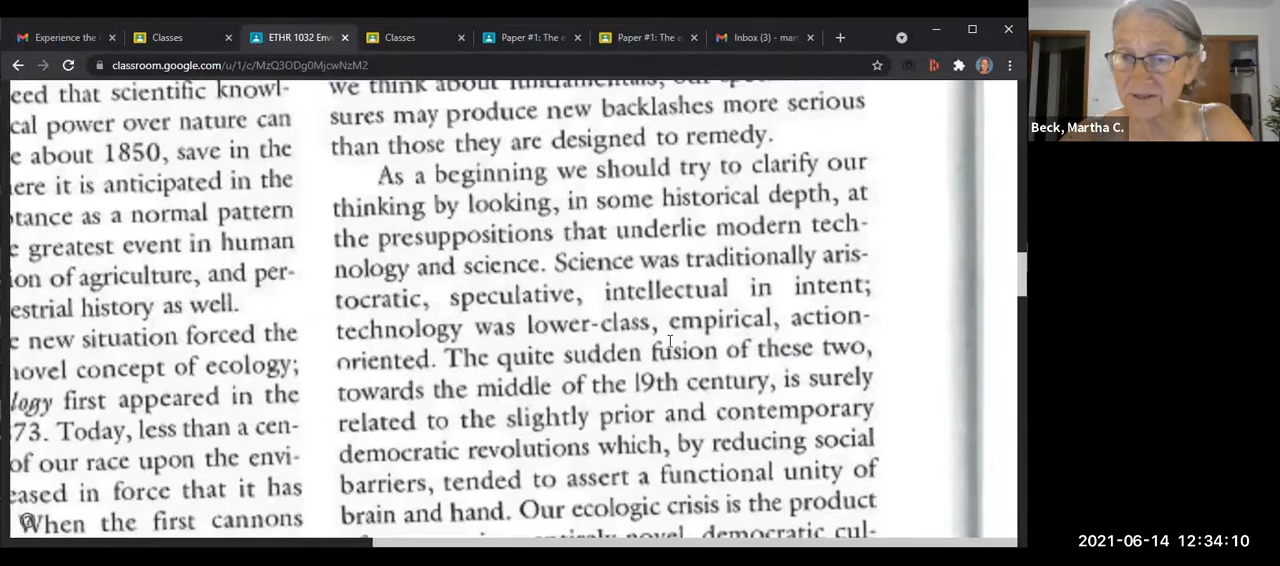 Experience the
Classes
ETHR 1032 Env
Classes
Paper #1: The e
Paper #1: The e
Inbox (3) - mar
classroom.google.com/u/1/c/MzQ3ODg0MjcwNzM2
Beck, Martha C.
eed that scientific knowl-
cal power over nature can
e about 1850, save in the
ere it is anticipated in the
tance as a normal pattern
e greatest event in human
ion of agriculture, and per-
estrial history as well.
e new situation forced the
novel concept of ecology;
logy first appeared in the
73. Today, less than a cen-
of our race upon the envi-
eased in force that it has
When the first cannons
we think about fundamentals, our
sures may produce new backlashes more serious
than those they are designed to remedy.
As a beginning we should try to clarify our
thinking by looking, in some historical depth, at
the presuppositions that underlie modern tech-
nology and science. Science was traditionally aris-
tocratic, speculative, intellectual in intent;
technology was lower-class, empirical, action-
oriented. The quite sudden fusion of these two,
towards the middle of the 19th century, is surely
related to the slightly prior and contemporary
democratic revolutions which, by reducing social
barriers, tended to assert a functional unity of
brain and hand. Our ecologic crisis is the product
entirely novel, democratic cul-
2021-06-14 12:34:10